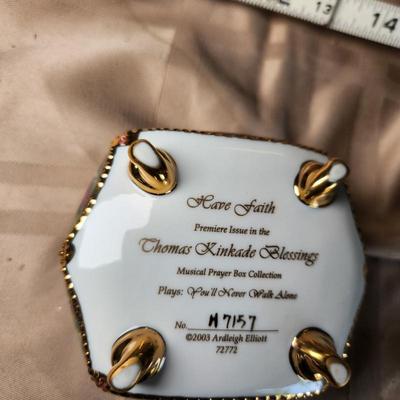 13
14
Have Faith
Premiere Issue in the
Thomas Kinkade Blessings
Musical Prayer Box Collection
Plays: You'll Never Walk Alone
No. H7157
©2003 Ardleigh Elliott
72772